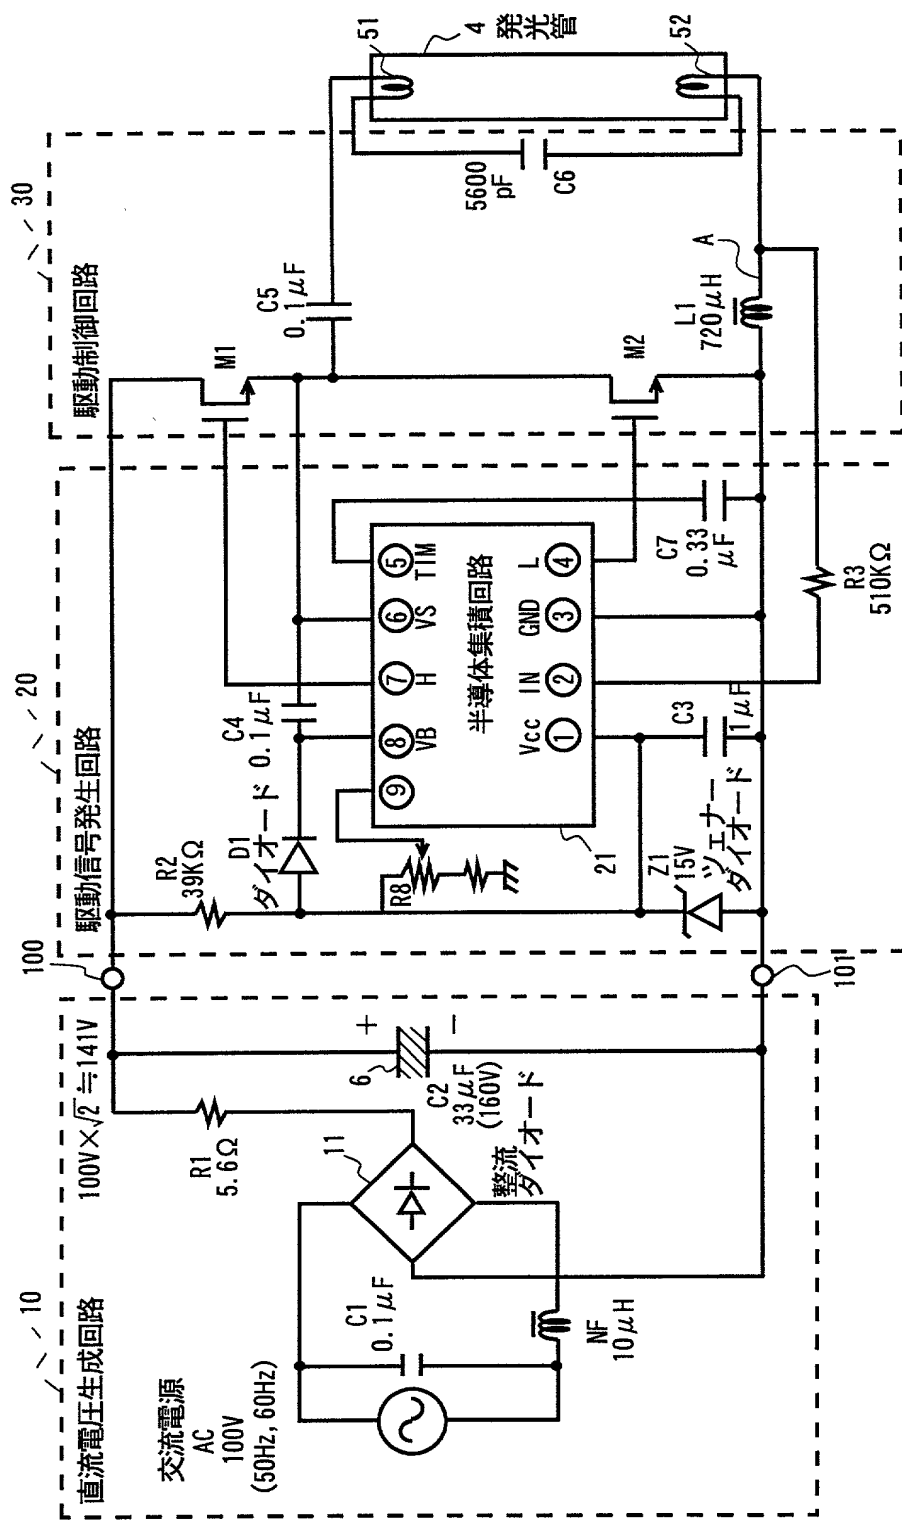 直流電圧生成回路
10
交流電源
AC
100V
(50Hz, 60Hz)
C1
0.1μF
NF
10μH
11
整流
ダイオード
R1
5.6Ω
100V×√2≒141V
6
+
−
C2
33μF
(160V)
100
101
駆動信号発生回路
20
R2
39KΩ
D1
ダイオード
C4
0.1μF
R8
Z1
15V
ツェナー
ダイオード
21
C3
1μF
半導体集積回路
9
8
VB
7
H
6
VS
5
TIM
Vcc
1
IN
2
GND
3
L
4
C7
0.33
μF
R3
510KΩ
駆動制御回路
30
M1
M2
C5
0.1μF
L1
720μH
A
5600
pF
C6
4
発光管
51
52